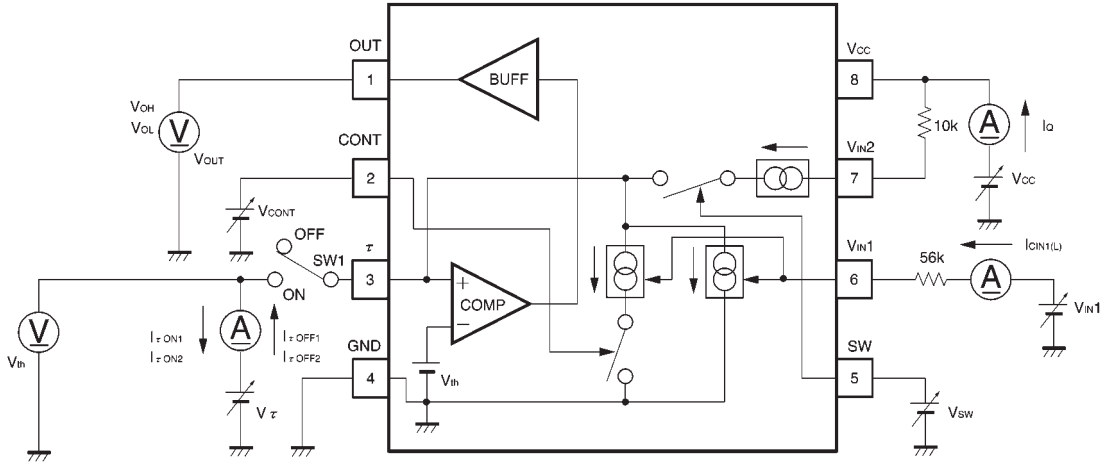 OUT
1
BUFF
VCC
8
VOH
VOL
V
VOUT
10k
A
IQ
CONT
2
VIN2
7
VCC
VCONT
OFF
SW1
ON
τ
3
+
−
COMP
VIN1
6
56k
ICIN1(L)
A
VIN1
V
Vth
Iτ ON1
Iτ ON2
A
Iτ OFF1
Iτ OFF2
Vτ
GND
4
Vth
SW
5
VSW